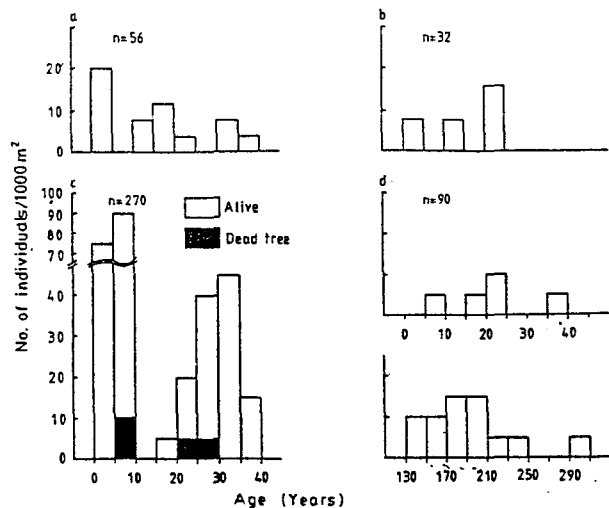 a
n=56
20
10
0
b
n=32
No. of individuals/1000 m²
c
n=270
100
90
80
70
40
30
20
10
0
Alive
Dead tree
0 10 20 30 40
d
n=90
0 20 40
130 170 210 250 290
Age (Years)